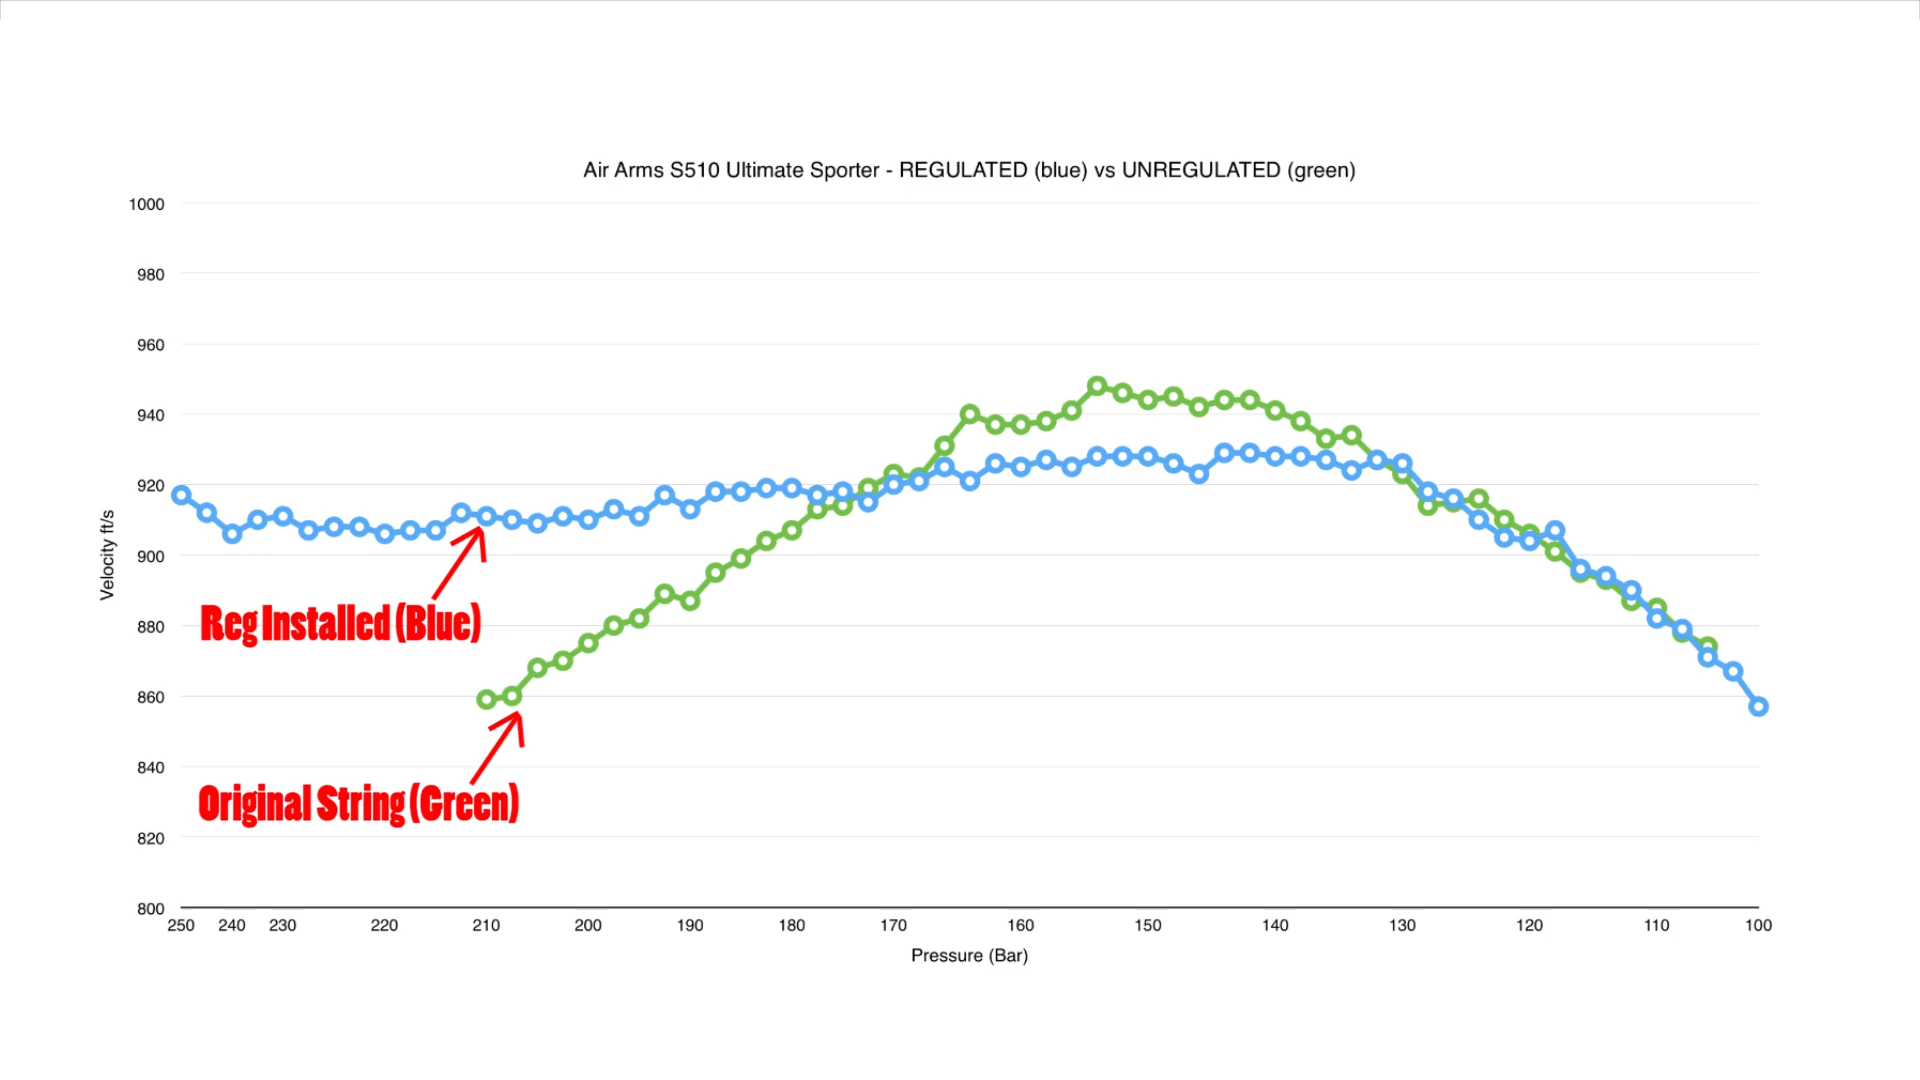 Air Arms S510 Ultimate Sporter - REGULATED (blue) vs UNREGULATED (green)
1000
980
960
940
920
900
880
860
840
820
800
Velocity ft/s
Reg Installed (Blue)
Original String (Green)
250 240 230 220 210 200 190 180 170 160 150 140 130 120 110 100
Pressure (Bar)